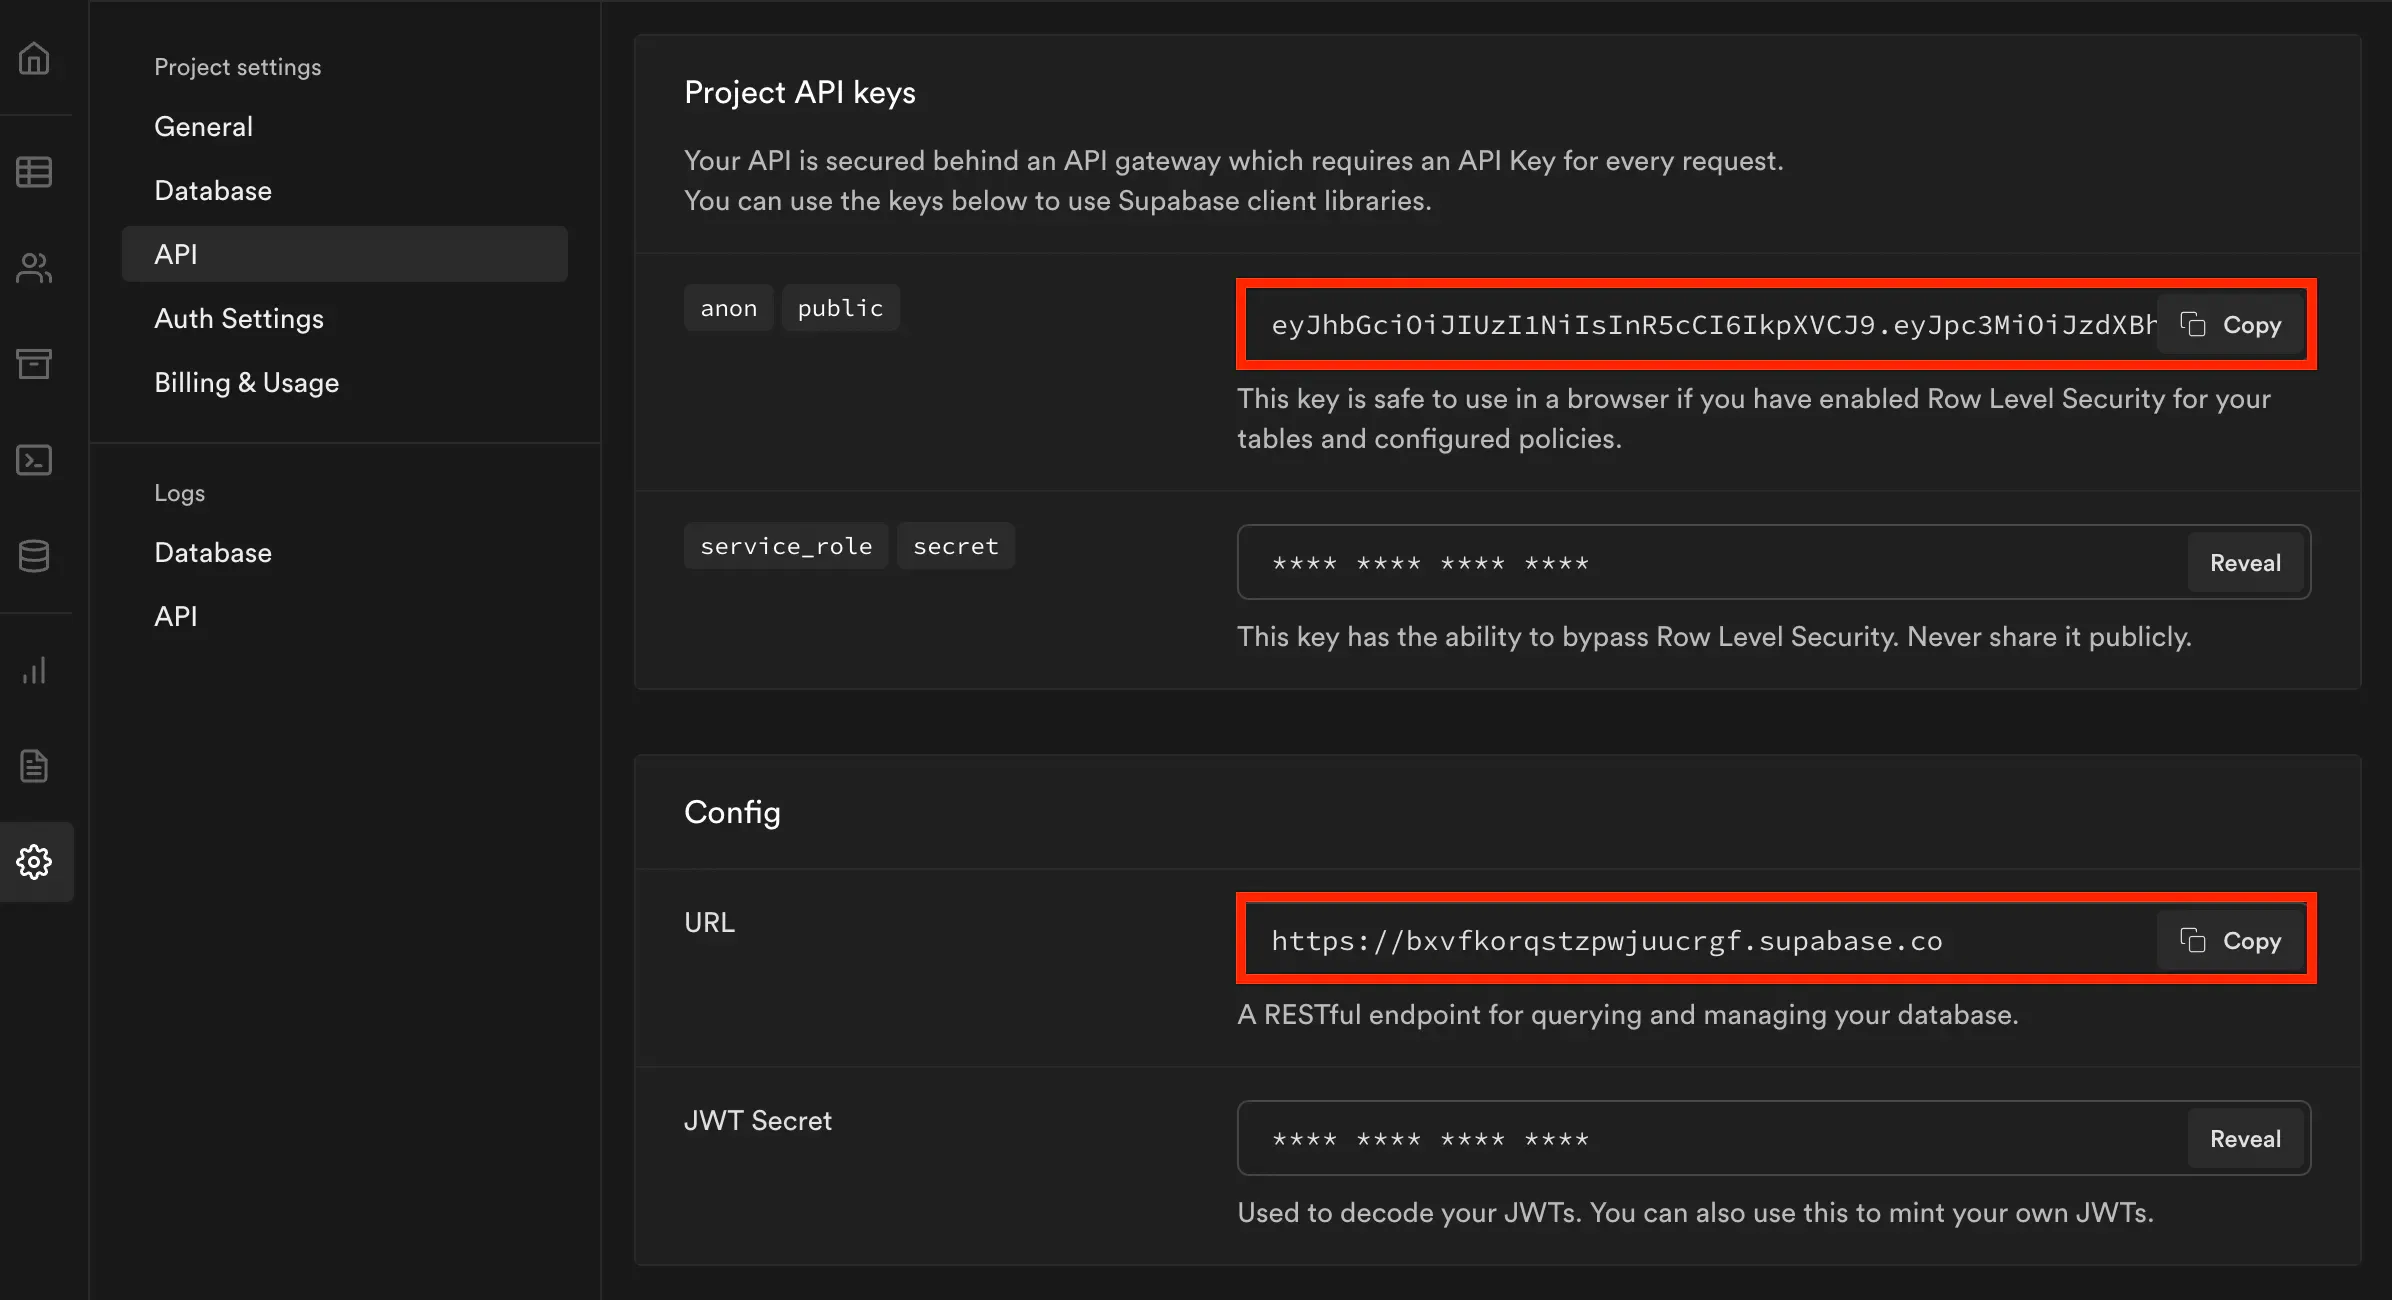 Project settings
General
Database
API
Auth Settings
Billing & Usage
Logs
Database
API
Project API keys
Your API is secured behind an API gateway which requires an API Key for every request.
You can use the keys below to use Supabase client libraries.
anon public
eyJhbGciOiJIUzI1NiIsInR5cCI6IkpXVCJ9.eyJpc3MiOiJzdXBh Copy
This key is safe to use in a browser if you have enabled Row Level Security for your
tables and configured policies.
service_role secret
**** **** **** **** Reveal
This key has the ability to bypass Row Level Security. Never share it publicly.
Config
URL
https://bxvfkorqstzpwjuucrgf.supabase.co Copy
A RESTful endpoint for querying and managing your database.
JWT Secret
**** **** **** **** Reveal
Used to decode your JWTs. You can also use this to mint your own JWTs.